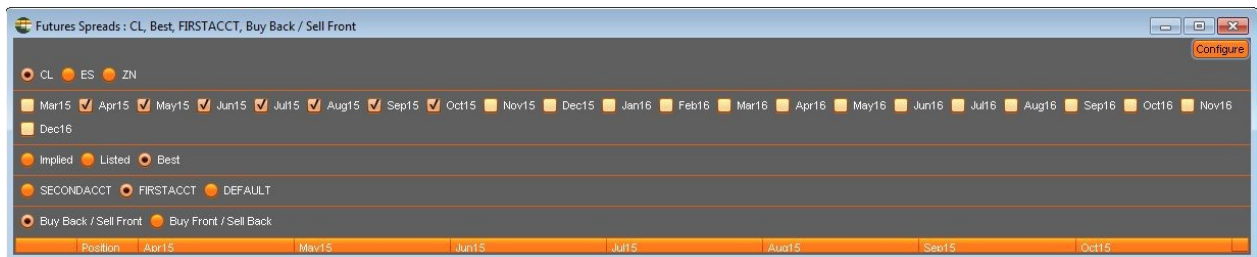 Futures Spreads : CL, Best, FIRSTACCT, Buy Back / Sell Front
Configure
CL ES ZN
Mar15 Apr15 May15 Jun15 Jul15 Aug15 Sep15 Oct15 Nov15 Dec15 Jan16 Feb16 Mar16 Apr16 May16 Jun16 Jul16 Aug16 Sep16 Oct16 Nov16
Dec16
Implied Listed Best
SECONDACCT FIRSTACCT DEFAULT
Buy Back / Sell Front Buy Front / Sell Back
Position Apr15 May15 Jun15 Jul15 Aug15 Sep15 Oct15